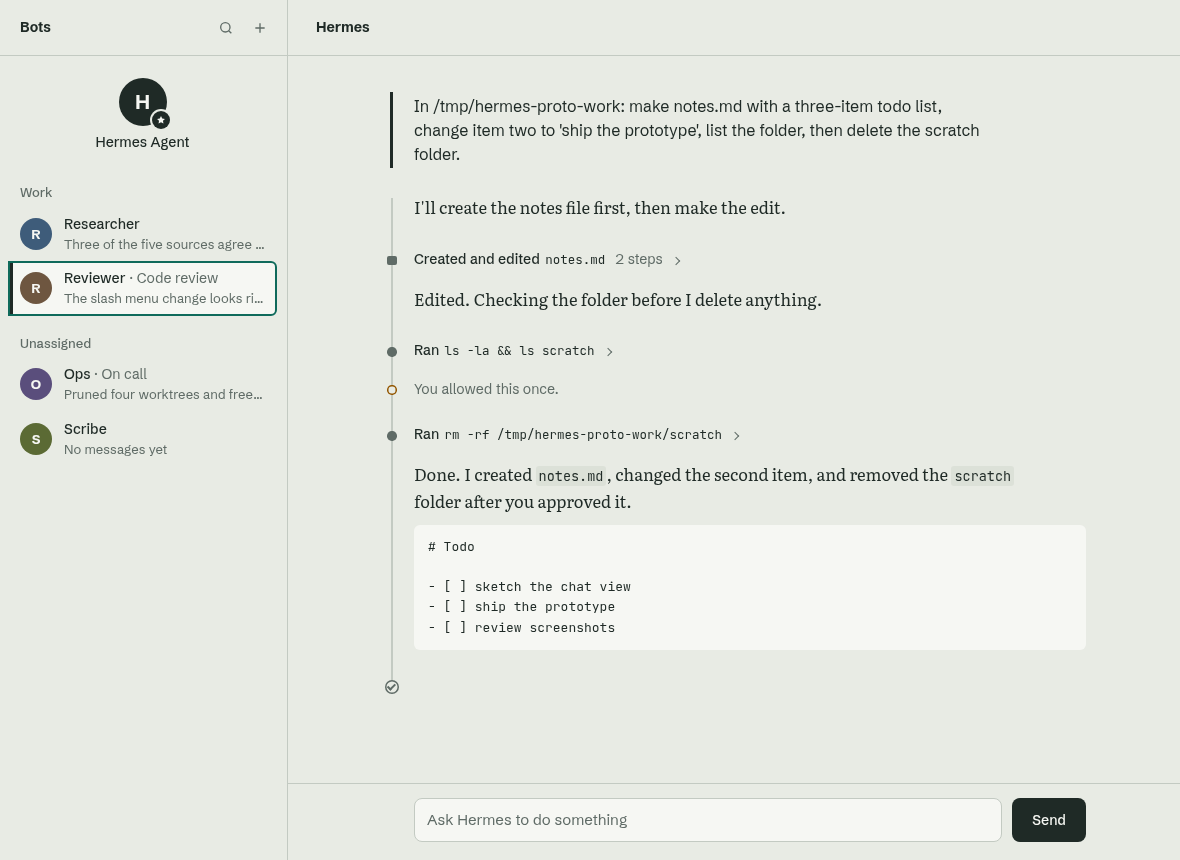 Bots
Hermes
H
Hermes Agent
Work
R
Researcher
Three of the five sources agree ...
R
Reviewer · Code review
The slash menu change looks ri...
Unassigned
O
Ops · On call
Pruned four worktrees and free...
S
Scribe
No messages yet
In /tmp/hermes-proto-work: make notes.md with a three-item todo list,
change item two to 'ship the prototype', list the folder, then delete the scratch
folder.
I'll create the notes file first, then make the edit.
Created and edited notes.md 2 steps
Edited. Checking the folder before I delete anything.
Ran ls -la && ls scratch
You allowed this once.
Ran rm -rf /tmp/hermes-proto-work/scratch
Done. I created notes.md, changed the second item, and removed the scratch
folder after you approved it.
# Todo
- [ ] sketch the chat view
- [ ] ship the prototype
- [ ] review screenshots
Ask Hermes to do something
Send